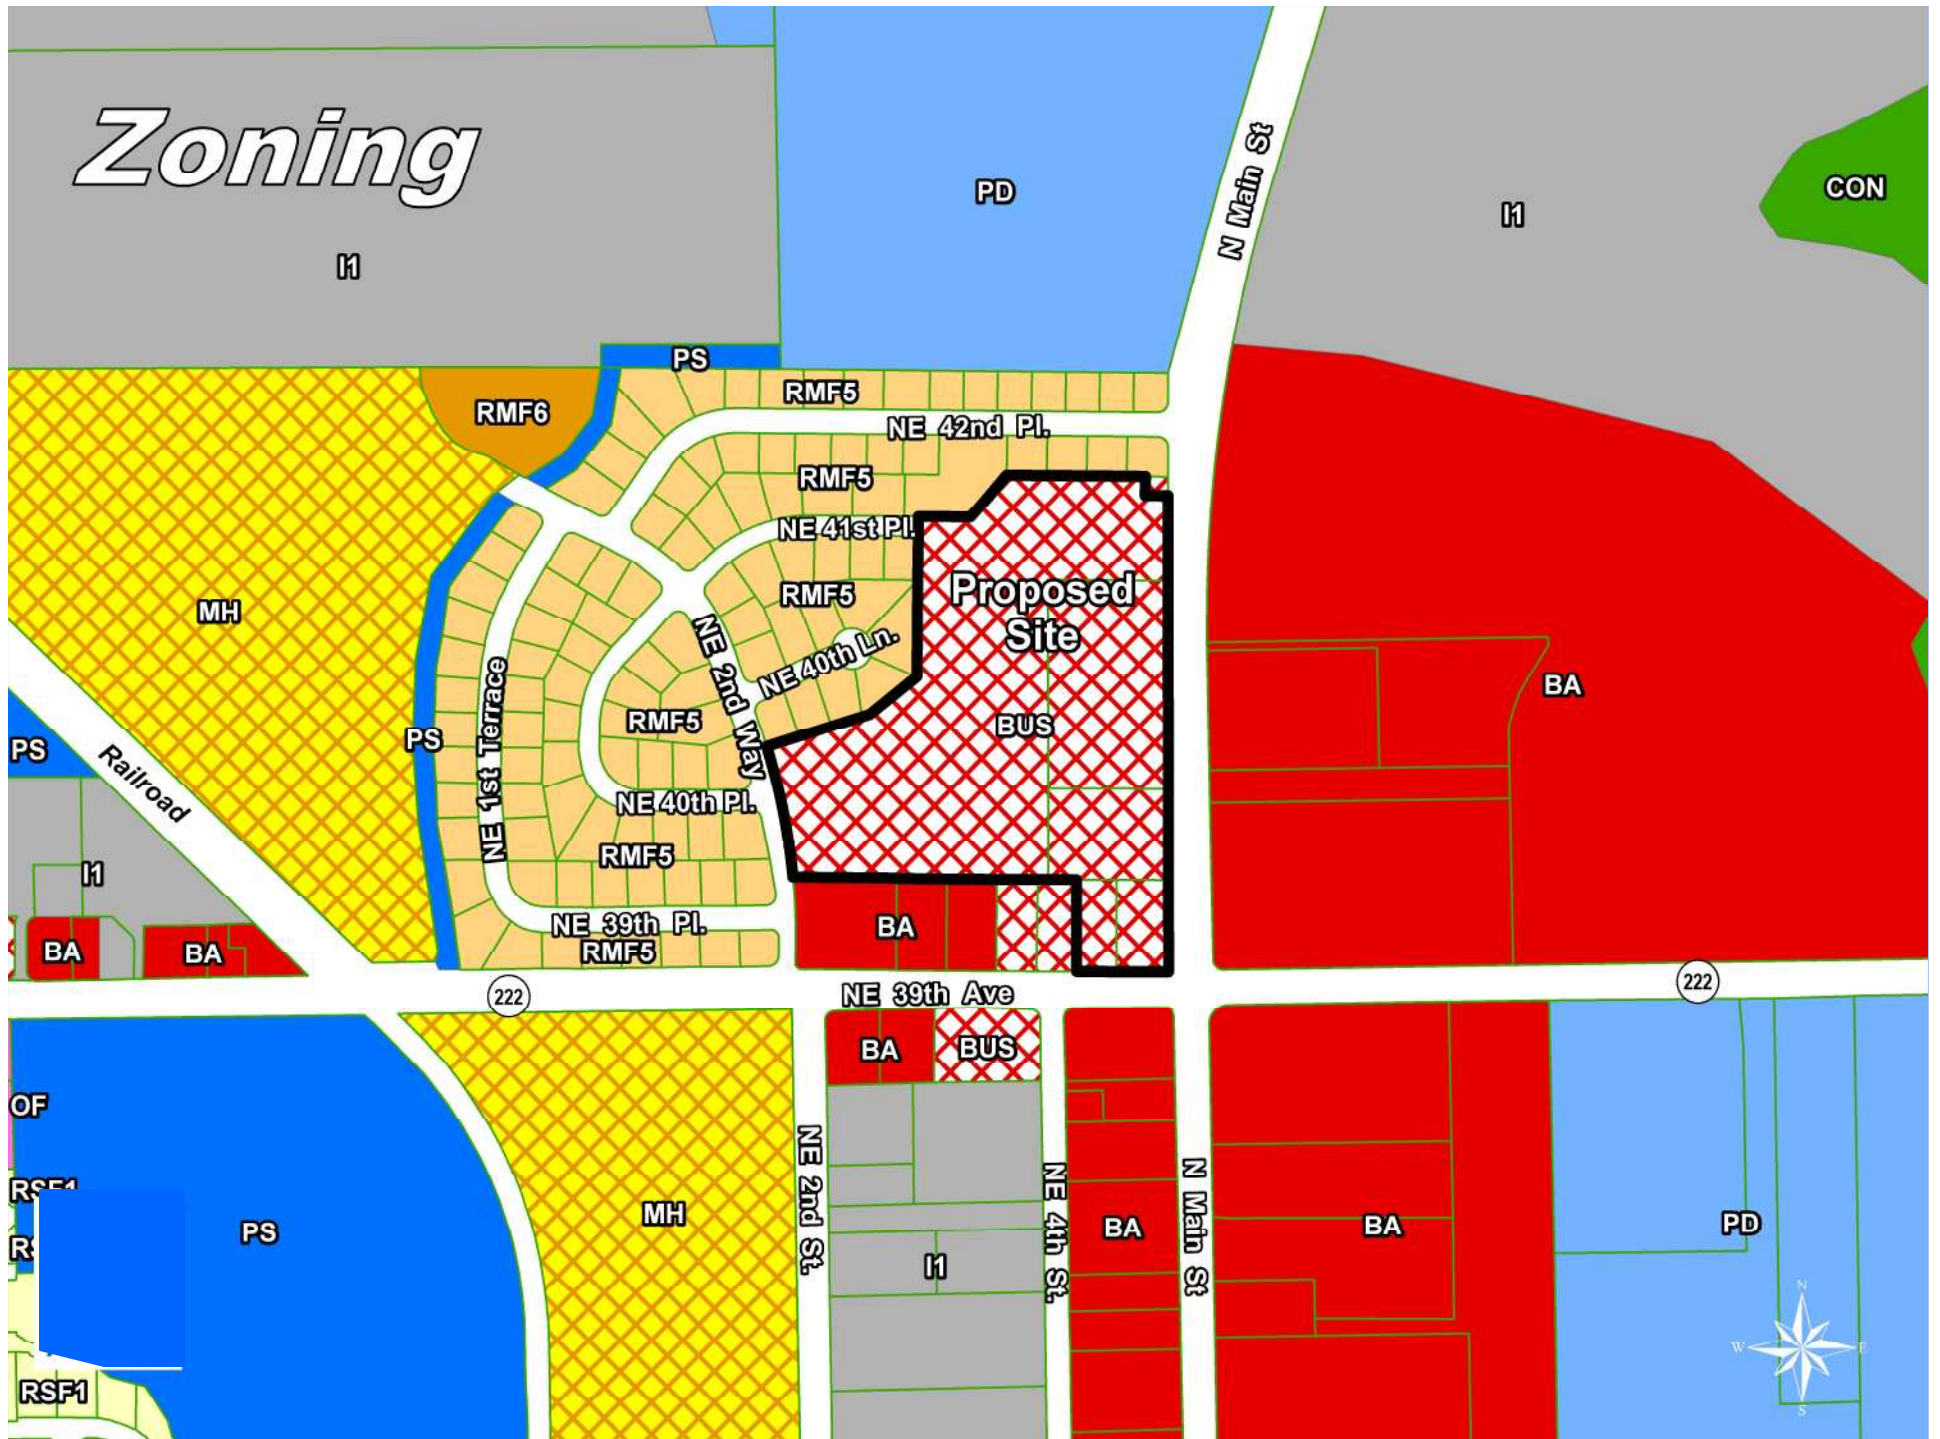 Zoning
I1
PD
N Main St
I1
CON
PS
RMF6
RMF5
NE 42nd Pl.
RMF5
NE 41st Pl.
Proposed
Site
RMF5
MH
NE 40th Ln.
NE 2nd Way
NE 1st Terrace
BA
RMF5
BUS
PS
PS
Railroad
NE 40th Pl.
RMF5
I1
NE 39th Pl.
BA
RMF5
BA
BA
222
222
NE 39th Ave
BA
BUS
OF
RSF1
PS
MH
NE 2nd St.
I1
NE 4th St.
BA
N Main St
BA
PD
N
W
E
S
RSF1